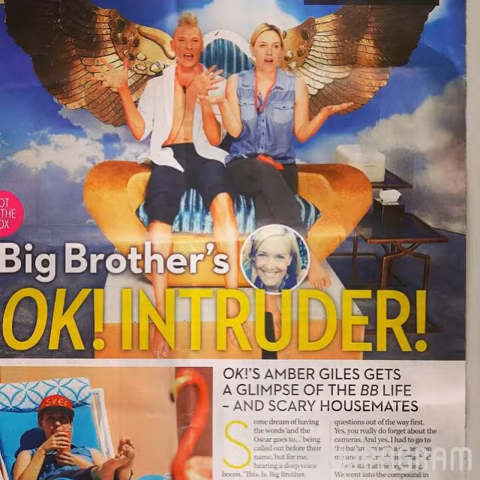 OT
THE
OX
Big Brother's
OK! INTRUDER!
OK!'S AMBER GILES GETS
A GLIMPSE OF THE BB LIFE
– AND SCARY HOUSEMATES
Some dream of having
the words 'and the
Oscar goes to...' being
called out before their
name, but for me,
hearing a deep voice
boom, 'This. Is. Big Brother
questions out of the way first.
Yes, you really do forget about the
cameras. And yes, I had to go to
We went into the compound in
SVEE